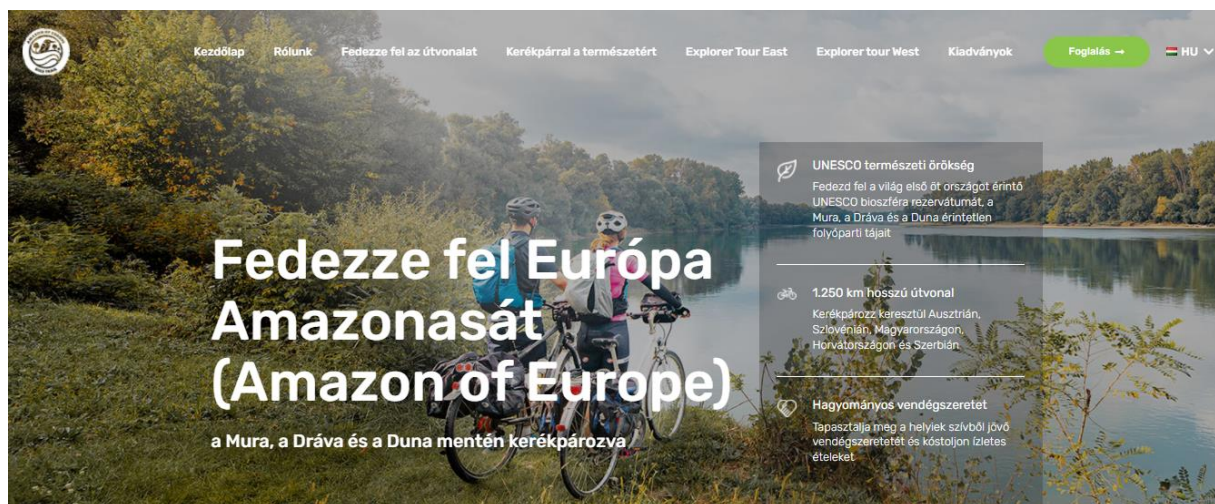 Kezdőlap Rólunk Fedezze fel az útvonalat Kerékpárral a természetért Explorer Tour East Explorer tour West Kiadványok Foglalás → HU
Fedezze fel Európa
Amazonasát
(Amazon of Europe)
a Mura, a Dráva és a Duna mentén kerékpározva
UNESCO természeti örökség
Fedezd fel a világ első öt országot érintő
UNESCO bioszféra rezervátumát, a
Mura, a Dráva és a Duna érintetlen
folyóparti tájait
1.250 km hosszú útvonal
Kerékpározz keresztül Ausztrián,
Szlovénián, Magyarországon,
Horvátországon és Szerbián
Hagyományos vendégszeretet
Tapasztalja meg a helyiek szívből jövő
vendégszeretetét és kóstoljon ízletes
ételeket